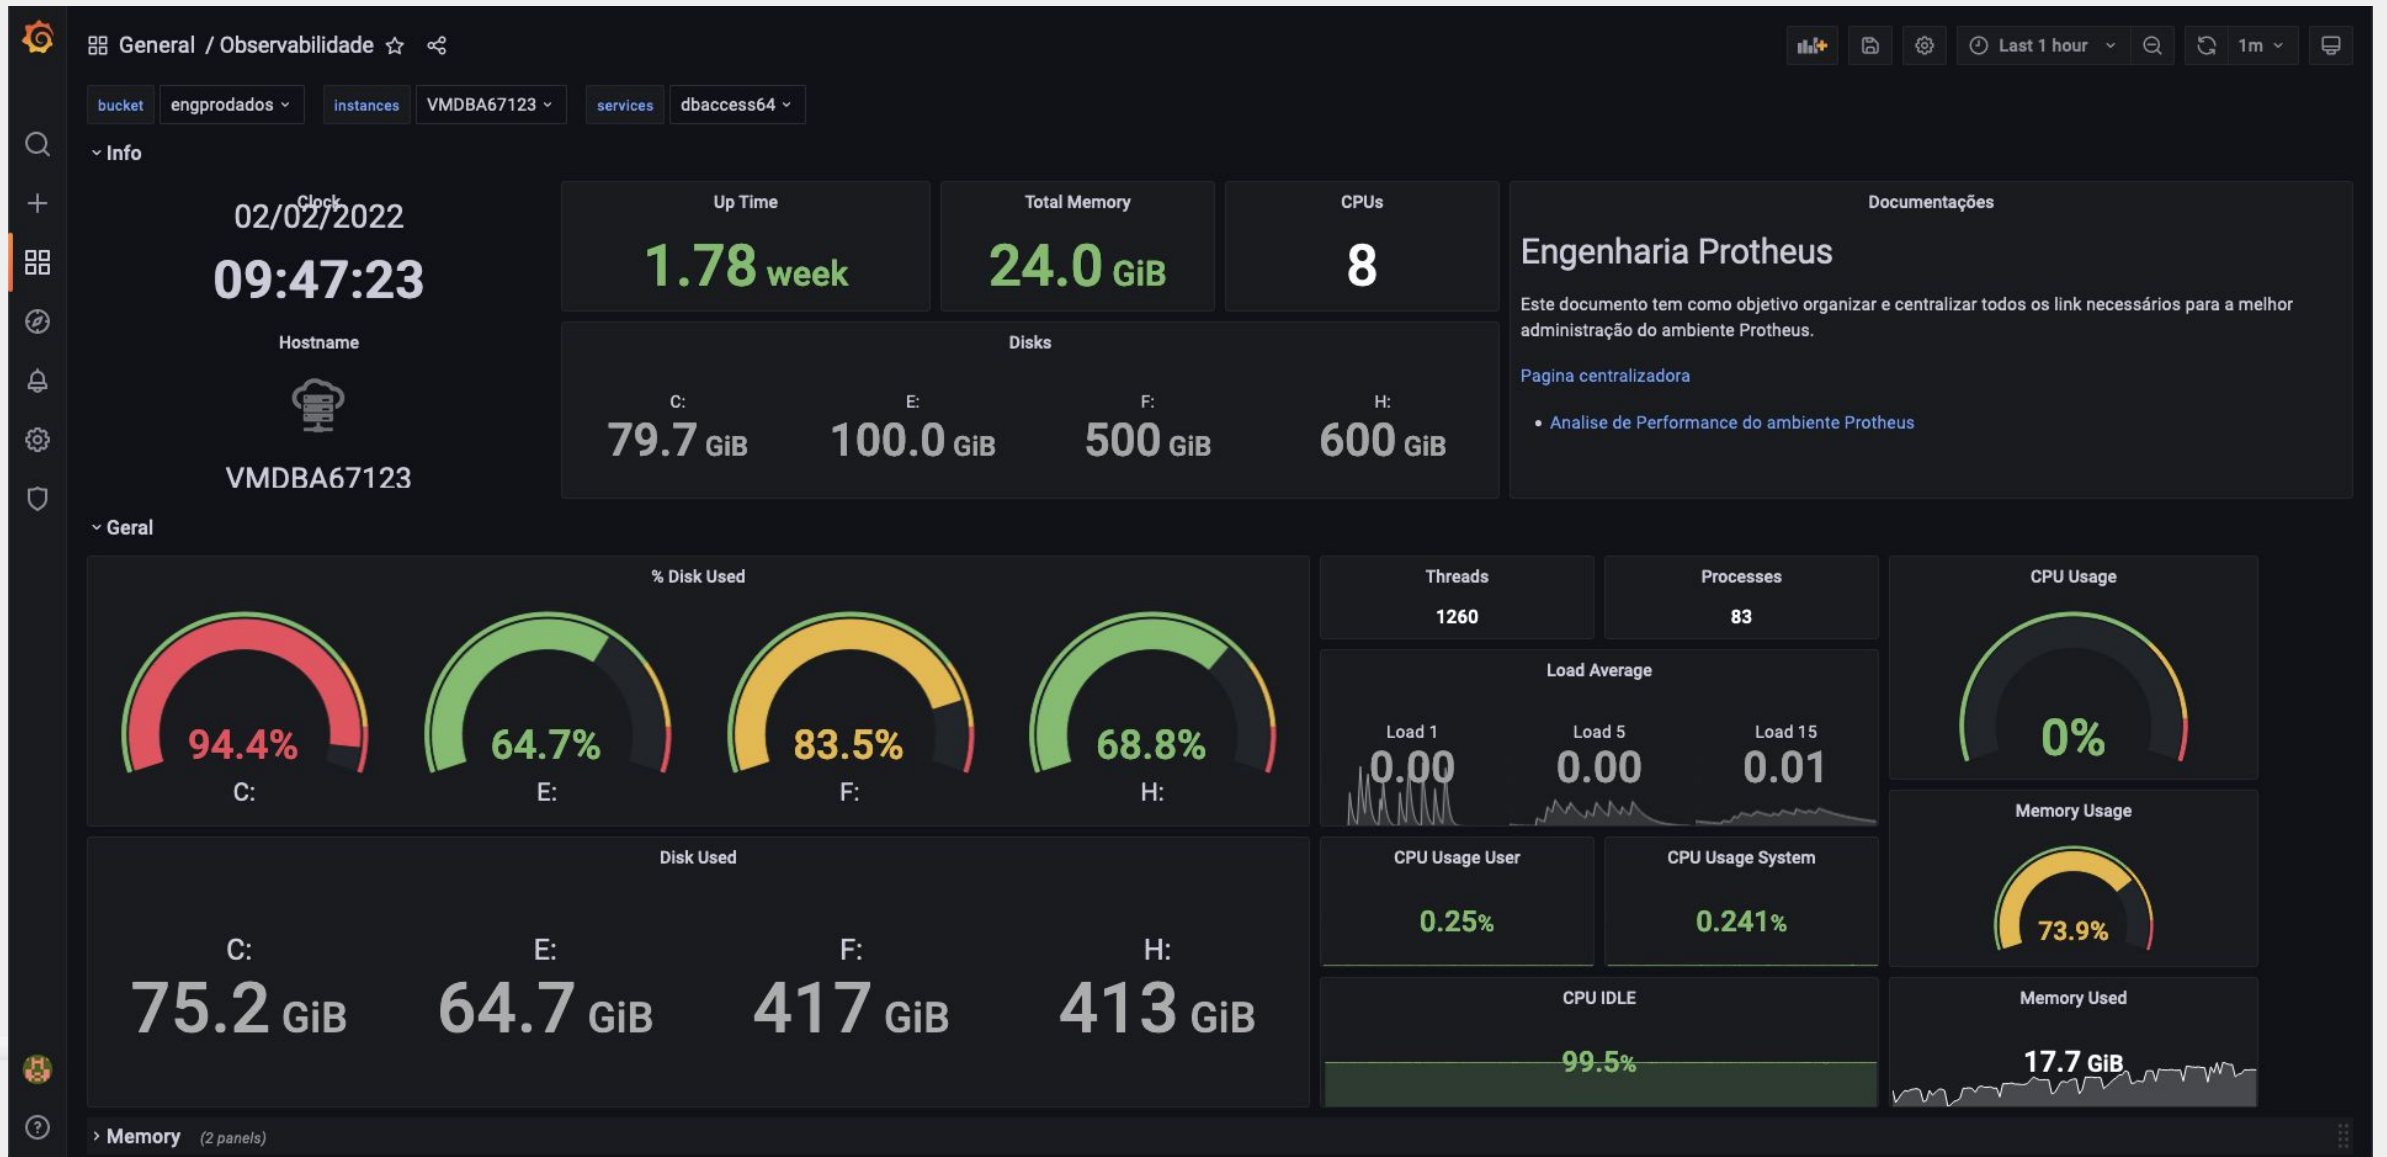 General / Observabilidade
Last 1 hour
1m
bucket engprodados instances VMDBA67123 services dbaccess64
Info
Clock
02/02/2022
09:47:23
Hostname
VMDBA67123
Up Time
1.78 week
Total Memory
24.0 GiB
CPUs
8
Disks
C:
79.7 GiB
E:
100.0 GiB
F:
500 GiB
H:
600 GiB
Documentações
Engenharia Protheus
Este documento tem como objetivo organizar e centralizar todos os link necessários para a melhor
administração do ambiente Protheus.
Pagina centralizadora
• Analise de Performance do ambiente Protheus
Geral
% Disk Used
94.4%
C:
64.7%
E:
83.5%
F:
68.8%
H:
Threads
1260
Processes
83
Load Average
Load 1
0.00
Load 5
0.00
Load 15
0.01
CPU Usage
0%
Disk Used
C:
75.2 GiB
E:
64.7 GiB
F:
417 GiB
H:
413 GiB
CPU Usage User
0.25%
CPU Usage System
0.241%
CPU IDLE
99.5%
Memory Usage
73.9%
Memory Used
17.7 GiB
Memory (2 panels)